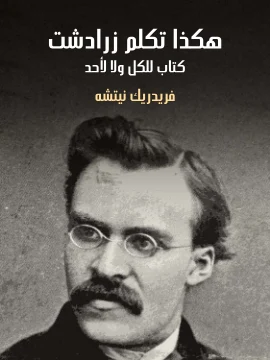 هكذا تكلم زرادشت
كتاب للكل ولا لأحد
فريدريك نيتشه